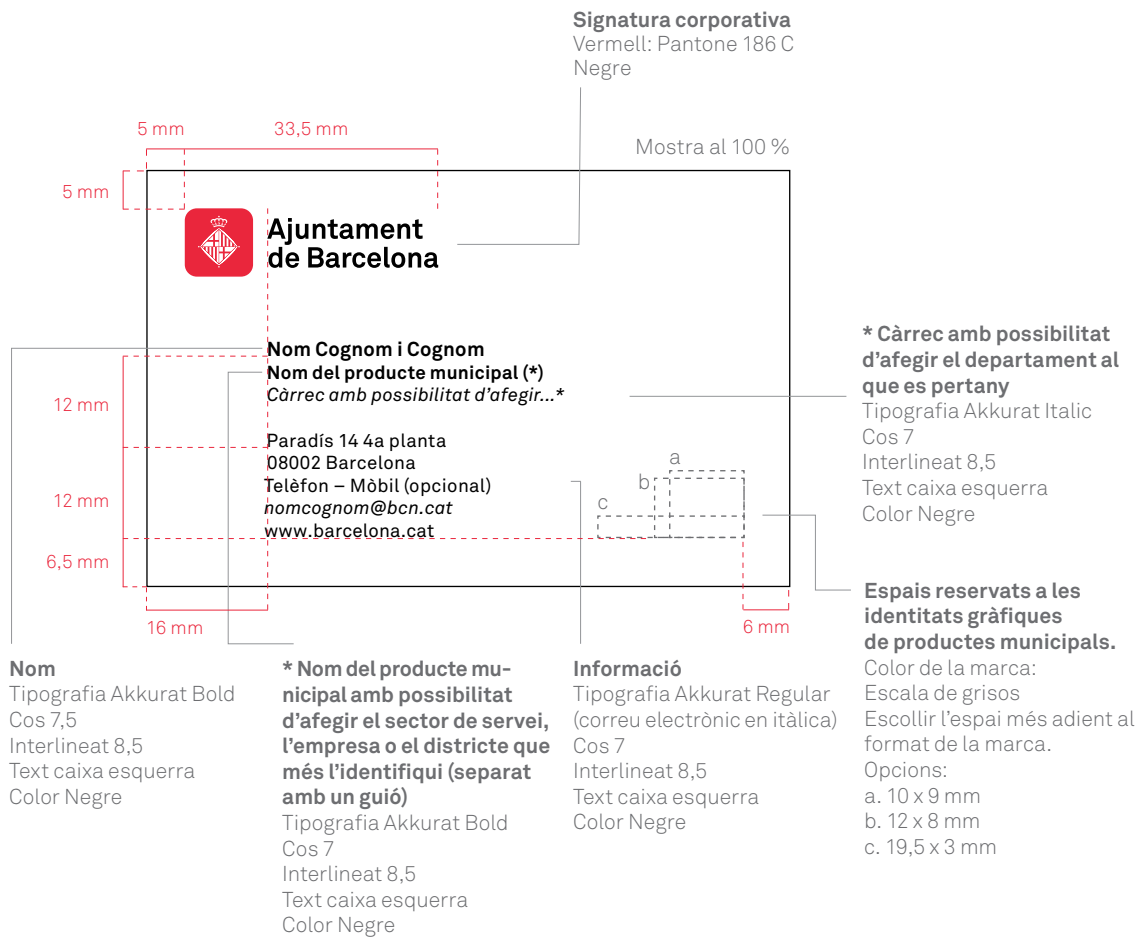 Signatura corporativa
Vermell: Pantone 186 C
Negre
5 mm
33,5 mm
Mostra al 100 %
5 mm
Ajuntament
de Barcelona
Nom Cognom i Cognom
Nom del producte municipal (*)
Càrrec amb possibilitat d’afegir...*
12 mm
Paradís 14 4a planta
08002 Barcelona
Telèfon – Mòbil (opcional)
nomcognom@bcn.cat
www.barcelona.cat
a
b
c
12 mm
6,5 mm
16 mm
6 mm
* Càrrec amb possibilitat
d’afegir el departament al
que es pertany
Tipografia Akkurat Italic
Cos 7
Interlineat 8,5
Text caixa esquerra
Color Negre
Espais reservats a les
identitats gràfiques
de productes municipals.
Color de la marca:
Escala de grisos
Escollir l’espai més adient al
format de la marca.
Opcions:
a. 10 x 9 mm
b. 12 x 8 mm
c. 19,5 x 3 mm
Nom
Tipografia Akkurat Bold
Cos 7,5
Interlineat 8,5
Text caixa esquerra
Color Negre
* Nom del producte mu-
nicipal amb possibilitat
d’afegir el sector de servei,
l’empresa o el districte que
més l’identifiqui (separat
amb un guió)
Tipografia Akkurat Bold
Cos 7
Interlineat 8,5
Text caixa esquerra
Color Negre
Informació
Tipografia Akkurat Regular
(correu electrònic en itàlica)
Cos 7
Interlineat 8,5
Text caixa esquerra
Color Negre